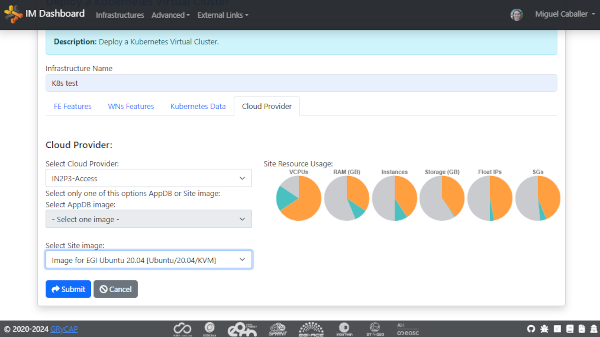 Deploy a Kubernetes Virtual Cluster
IM Dashboard Infrastructures Advanced External Links Miguel Caballer
Description: Deploy a Kubernetes Virtual Cluster.
Infrastructure Name
K8s test
FE Features WNs Features Kubernetes Data Cloud Provider
Cloud Provider:
Select Cloud Provider: Site Resource Usage:
VCPUs RAM (GB) Instances Storage (GB) Float IPs SGs
IN2P3-Access
Select only one of this options AppDB or Site image:
Select AppDB image:
- Select one image -
Select Site image:
Image for EGI Ubuntu 20.04 [Ubuntu/20.04/KVM]
Submit Cancel
© 2020-2024 GRyCAP